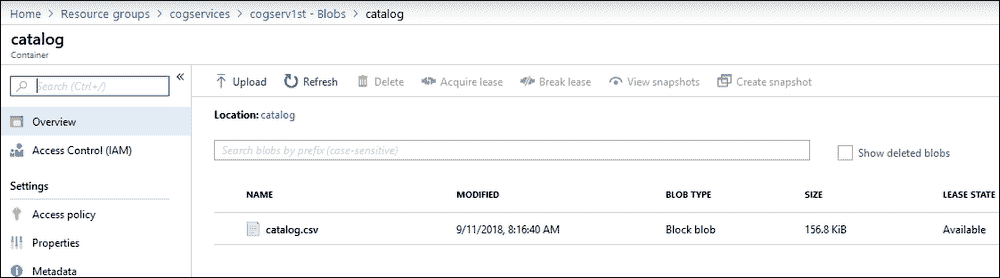 Home > Resource groups > cogservices > cogserv1st - Blobs > catalog
catalog
Container
Search (Ctrl+/)
«
Upload Refresh Delete Acquire lease Break lease View snapshots Create snapshot
Overview
Access Control (IAM)
Settings
Access policy
Properties
Metadata
Location: catalog
Search blobs by prefix (case-sensitive)
Show deleted blobs
NAME MODIFIED BLOB TYPE SIZE LEASE STATE
catalog.csv 9/11/2018, 8:16:40 AM Block blob 156.8 KiB Available